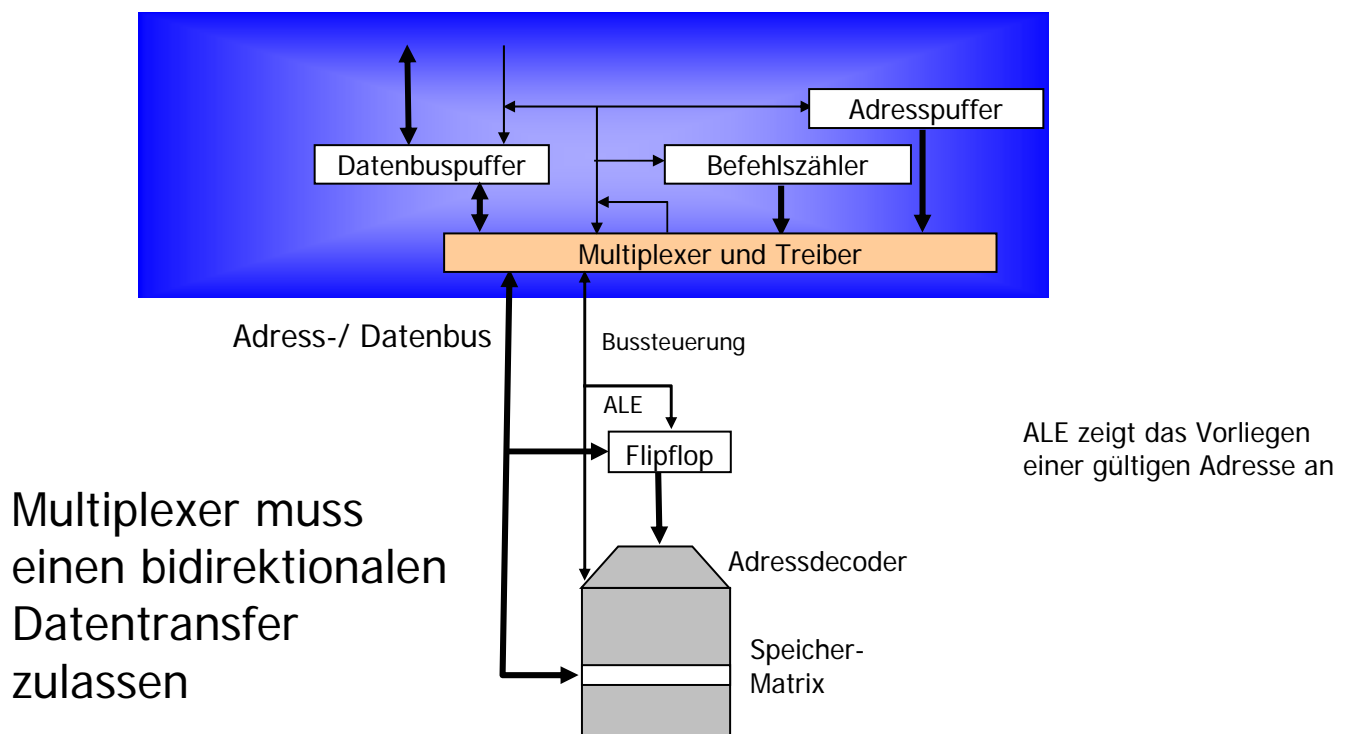 Adresspuffer
Datenbuspuffer
Befehlszähler
Multiplexer und Treiber
Adress-/ Datenbus
Bussteuerung
ALE
Flipflop
ALE zeigt das Vorliegen
einer gültigen Adresse an
Multiplexer muss
einen bidirektionalen
Datentransfer
zulassen
Adressdecoder
Speicher-
Matrix